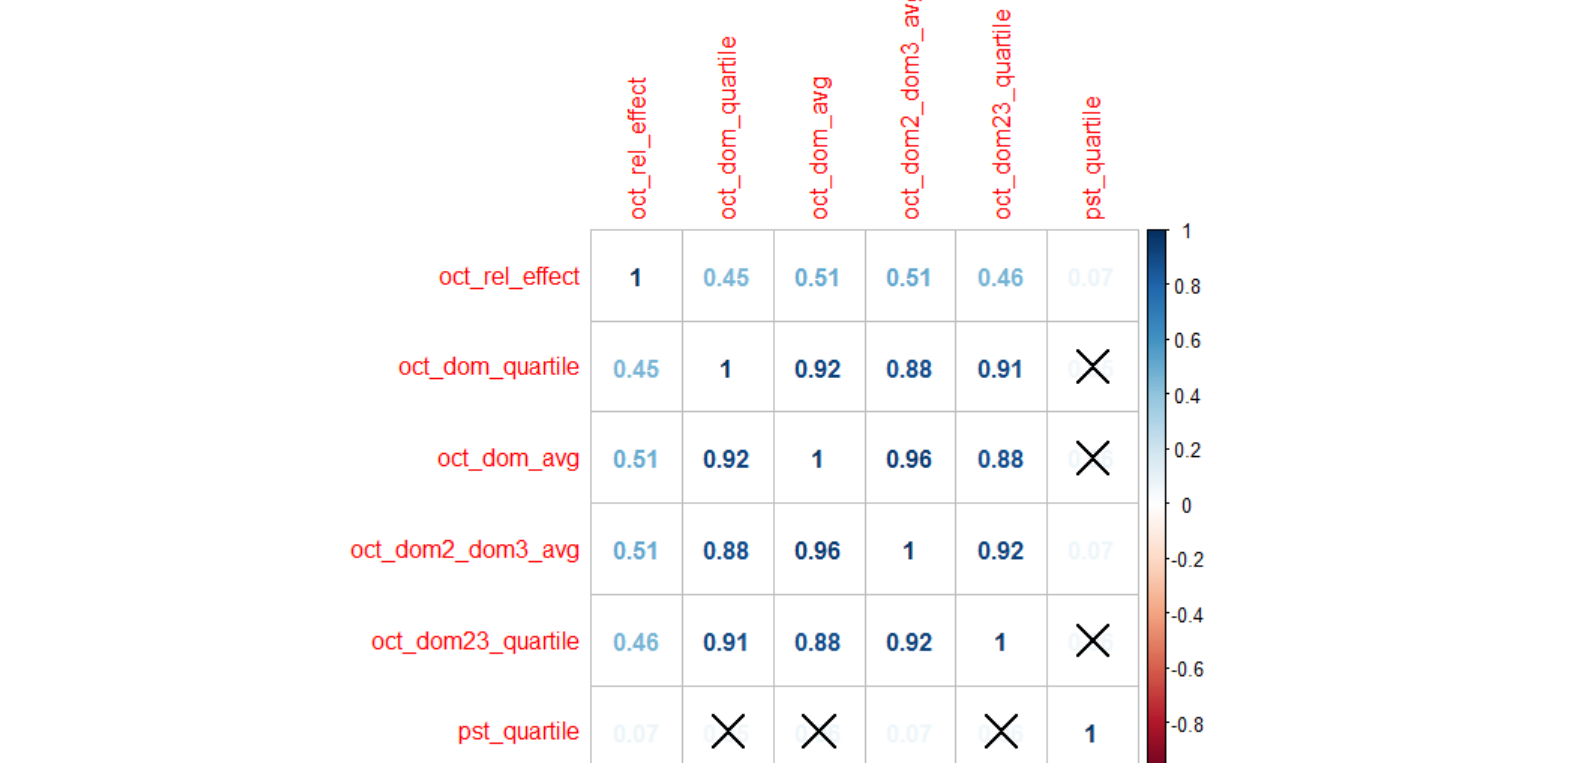 oct_rel_effect
oct_dom_quartile
oct_dom_avg
oct_dom2_dom3_avg
oct_dom23_quartile
pst_quartile
oct_rel_effect 1 0.45 0.51 0.51 0.46 0.07
oct_dom_quartile 0.45 1 0.92 0.88 0.91
oct_dom_avg 0.51 0.92 1 0.96 0.88
oct_dom2_dom3_avg 0.51 0.88 0.96 1 0.92 0.07
oct_dom23_quartile 0.46 0.91 0.88 0.92 1
pst_quartile 0.07 0.07 1
1
0.8
0.6
0.4
0.2
0
-0.2
-0.4
-0.6
-0.8